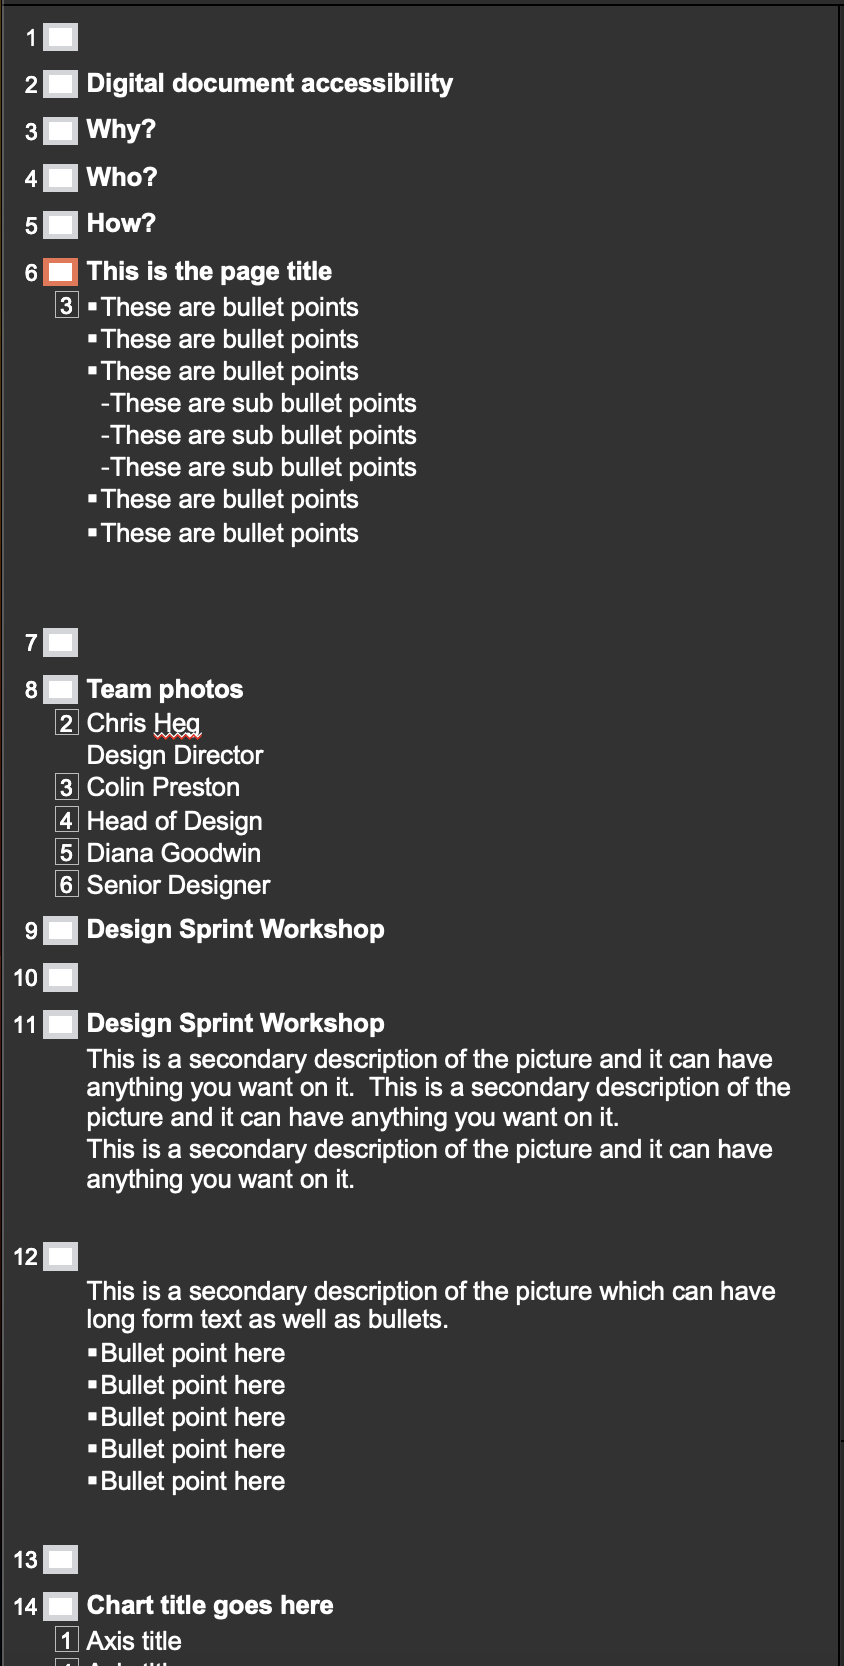 1
2 Digital document accessibility
3 Why?
4 Who?
5 How?
6 This is the page title
3 ▪These are bullet points
▪These are bullet points
▪These are bullet points
-These are sub bullet points
-These are sub bullet points
-These are sub bullet points
▪These are bullet points
▪These are bullet points
7
8 Team photos
2 Chris Heg
Design Director
3 Colin Preston
4 Head of Design
5 Diana Goodwin
6 Senior Designer
9 Design Sprint Workshop
10
11 Design Sprint Workshop
This is a secondary description of the picture and it can have
anything you want on it.  This is a secondary description of the
picture and it can have anything you want on it.
This is a secondary description of the picture and it can have
anything you want on it.
12
This is a secondary description of the picture which can have
long form text as well as bullets.
▪Bullet point here
▪Bullet point here
▪Bullet point here
▪Bullet point here
▪Bullet point here
13
14 Chart title goes here
1 Axis title